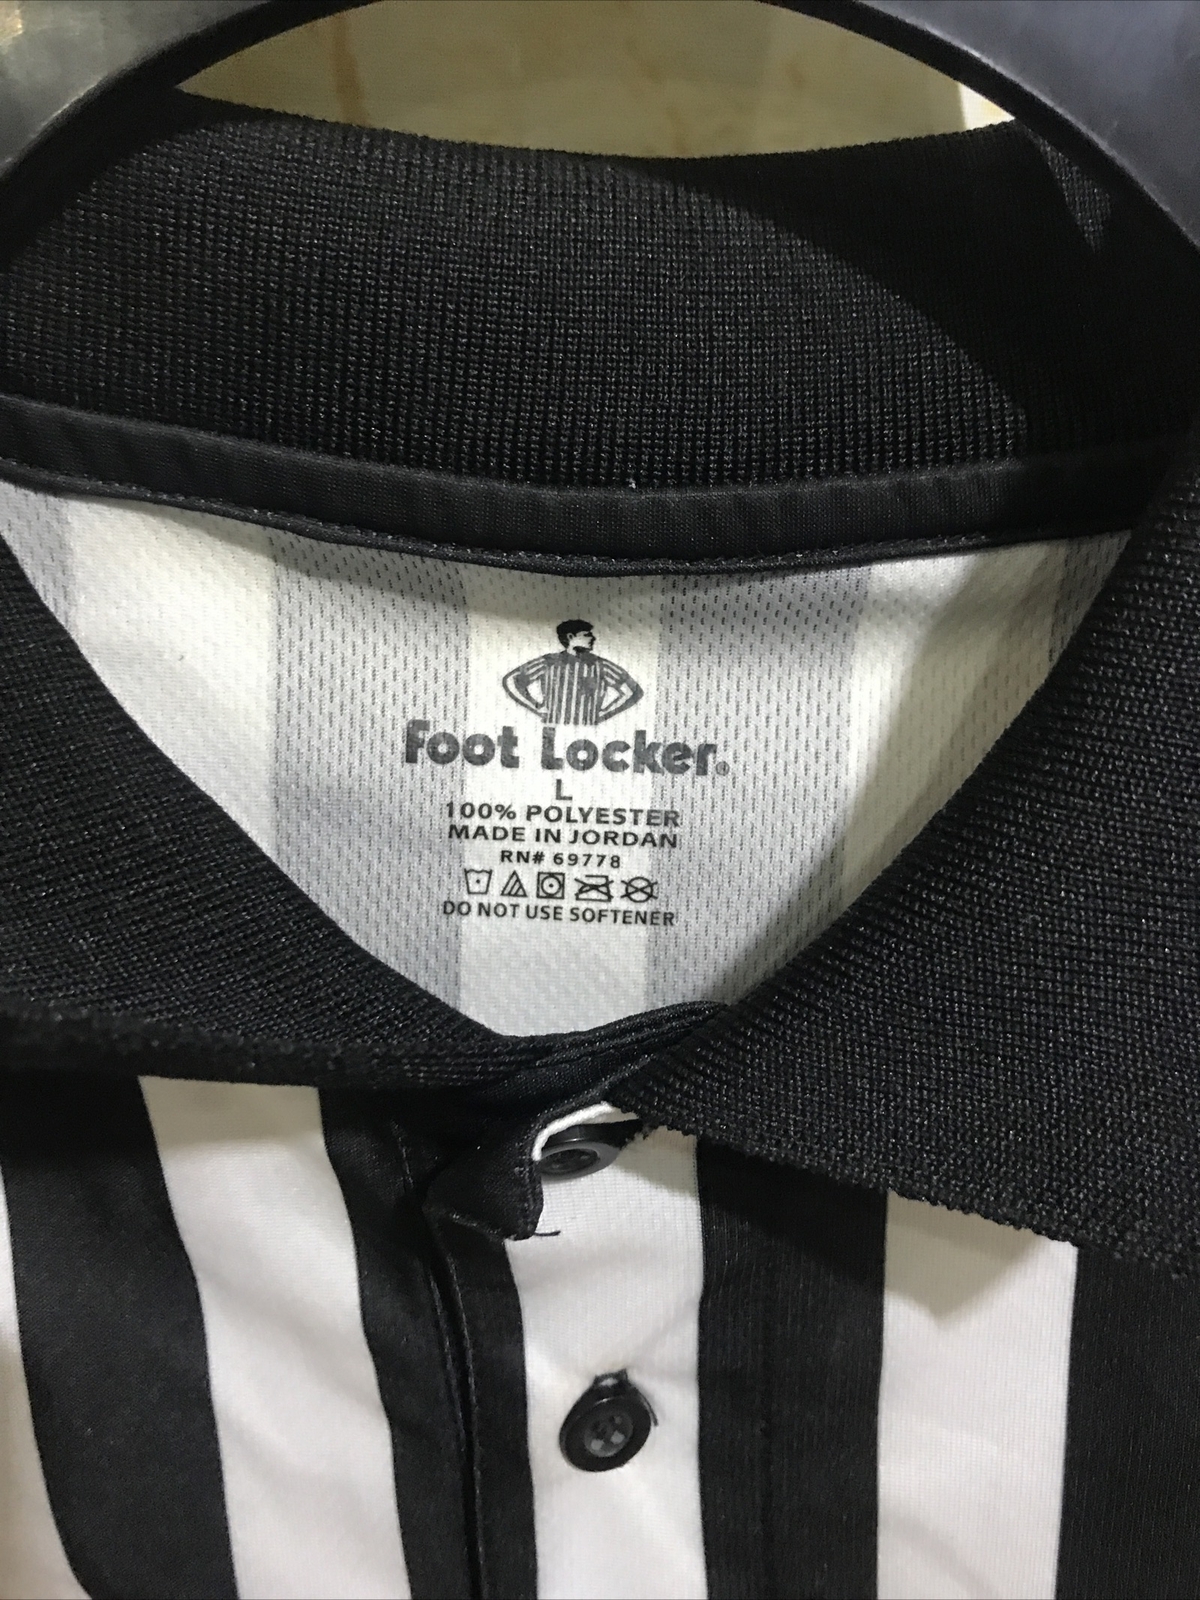 Foot Locker®
L
100% POLYESTER
MADE IN JORDAN
RN# 69778
DO NOT USE SOFTENER